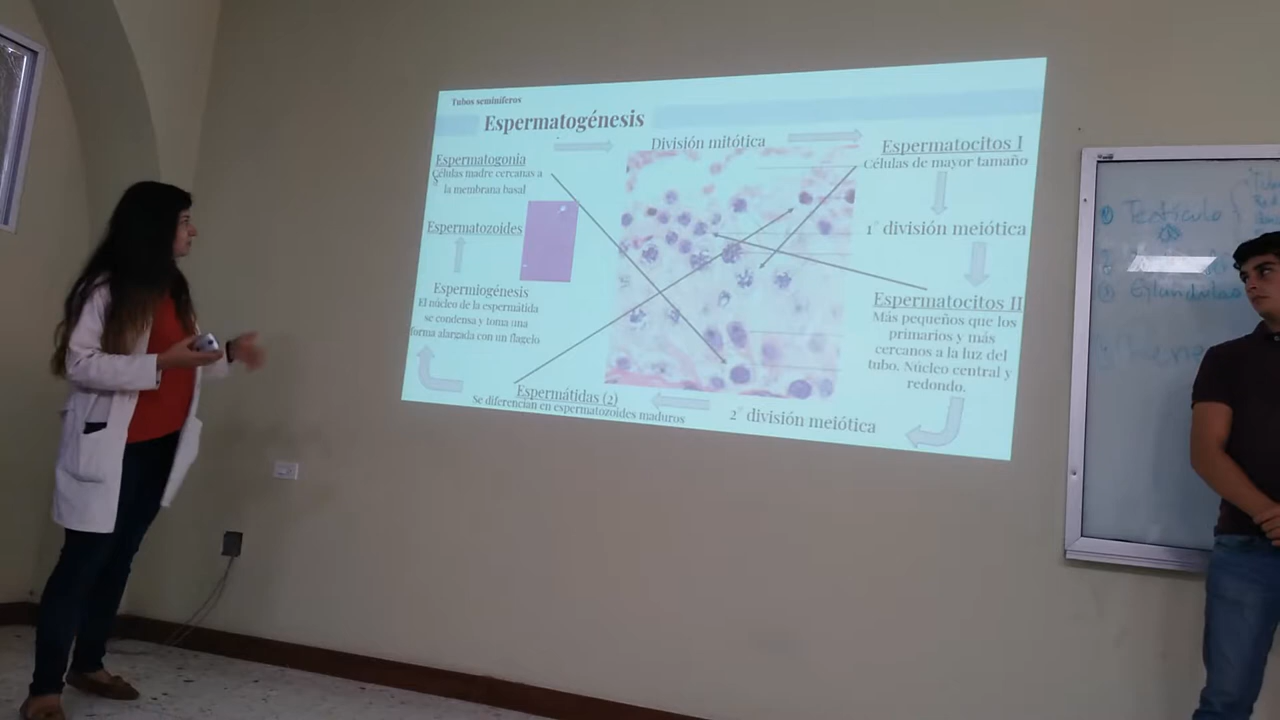 Tubos seminíferos
Espermatogénesis
Espermatogonia
Células madre cercanas a
la membrana basal
División mitótica
Espermatocitos I
Células de mayor tamaño
1° división meiótica
Espermatocitos II
Más pequeños que los
primarios y más
cercanos a la luz del
tubo. Núcleo central y
redondo.
2° división meiótica
Espermátidas (2)
Se diferencían en espermatozoides maduros
Espermiogénesis
El núcleo de la espermátida
se condensa y toma una
forma alargada con un flagelo
Espermatozoides
Testículo
Glándulas